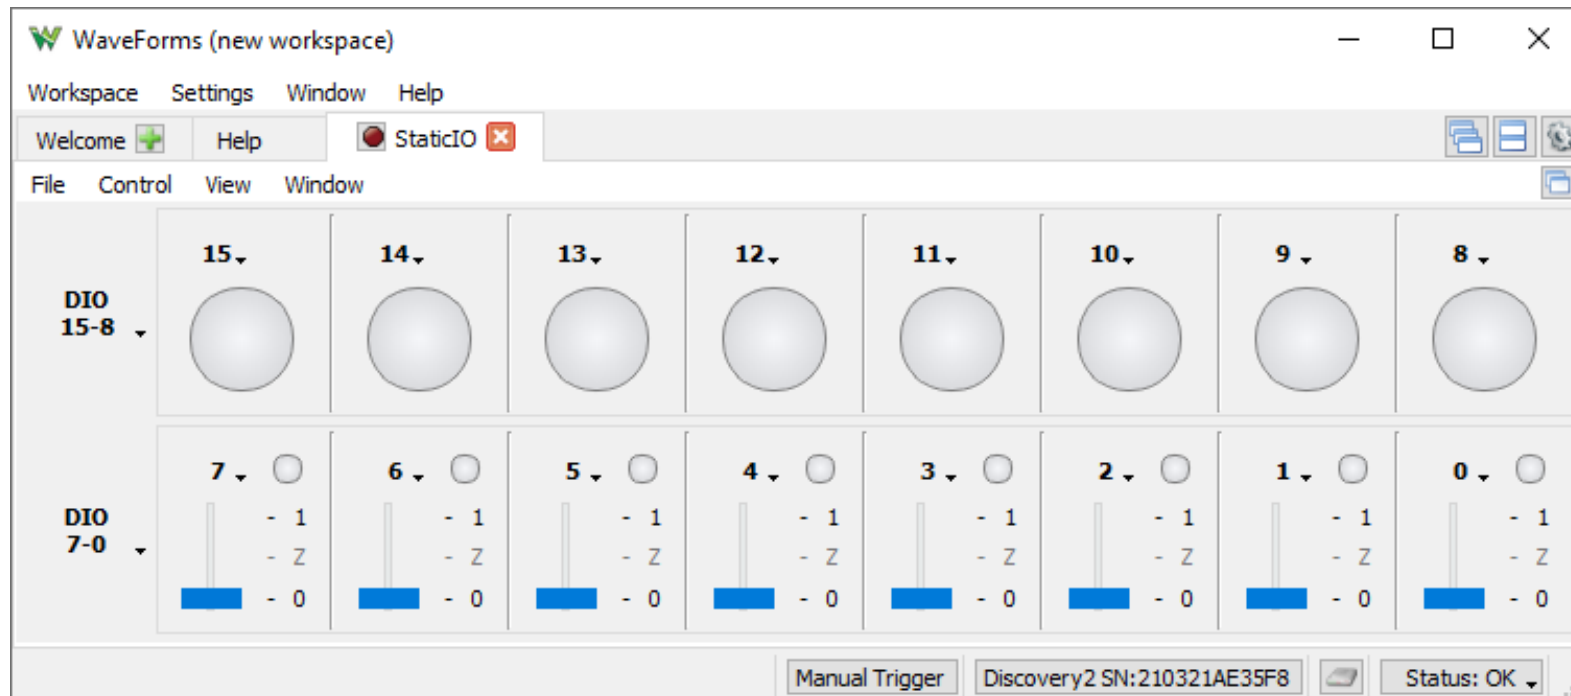 WaveForms (new workspace)
Workspace Settings Window Help
Welcome Help StaticIO
File Control View Window
DIO 15-8
15 14 13 12 11 10 9 8
DIO 7-0
7 6 5 4 3 2 1 0
- 1 - 1 - 1 - 1 - 1 - 1 - 1 - 1
- Z - Z - Z - Z - Z - Z - Z - Z
- 0 - 0 - 0 - 0 - 0 - 0 - 0 - 0
Manual Trigger Discovery2 SN:210321AE35F8 Status: OK